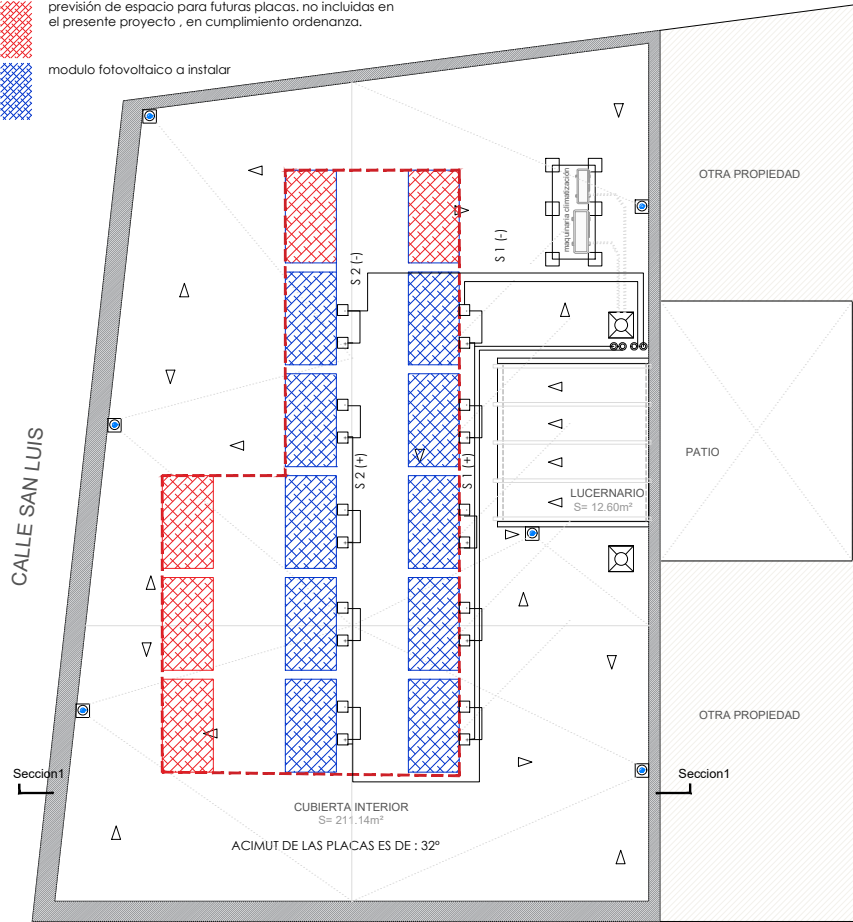 previsión de espacio para futuras placas. no incluidas en
el presente proyecto , en cumplimiento ordenanza.
modulo fotovoltaico a instalar
OTRA PROPIEDAD
maquinaria climatización
S 1 (-)
S 2 (-)
CALLE SAN LUIS
S 2 (+)
S 1 (+)
PATIO
LUCERNARIO
S= 12.60m²
OTRA PROPIEDAD
Seccion1
Seccion1
CUBIERTA INTERIOR
S= 211.14m²
ACIMUT DE LAS PLACAS ES DE : 32º